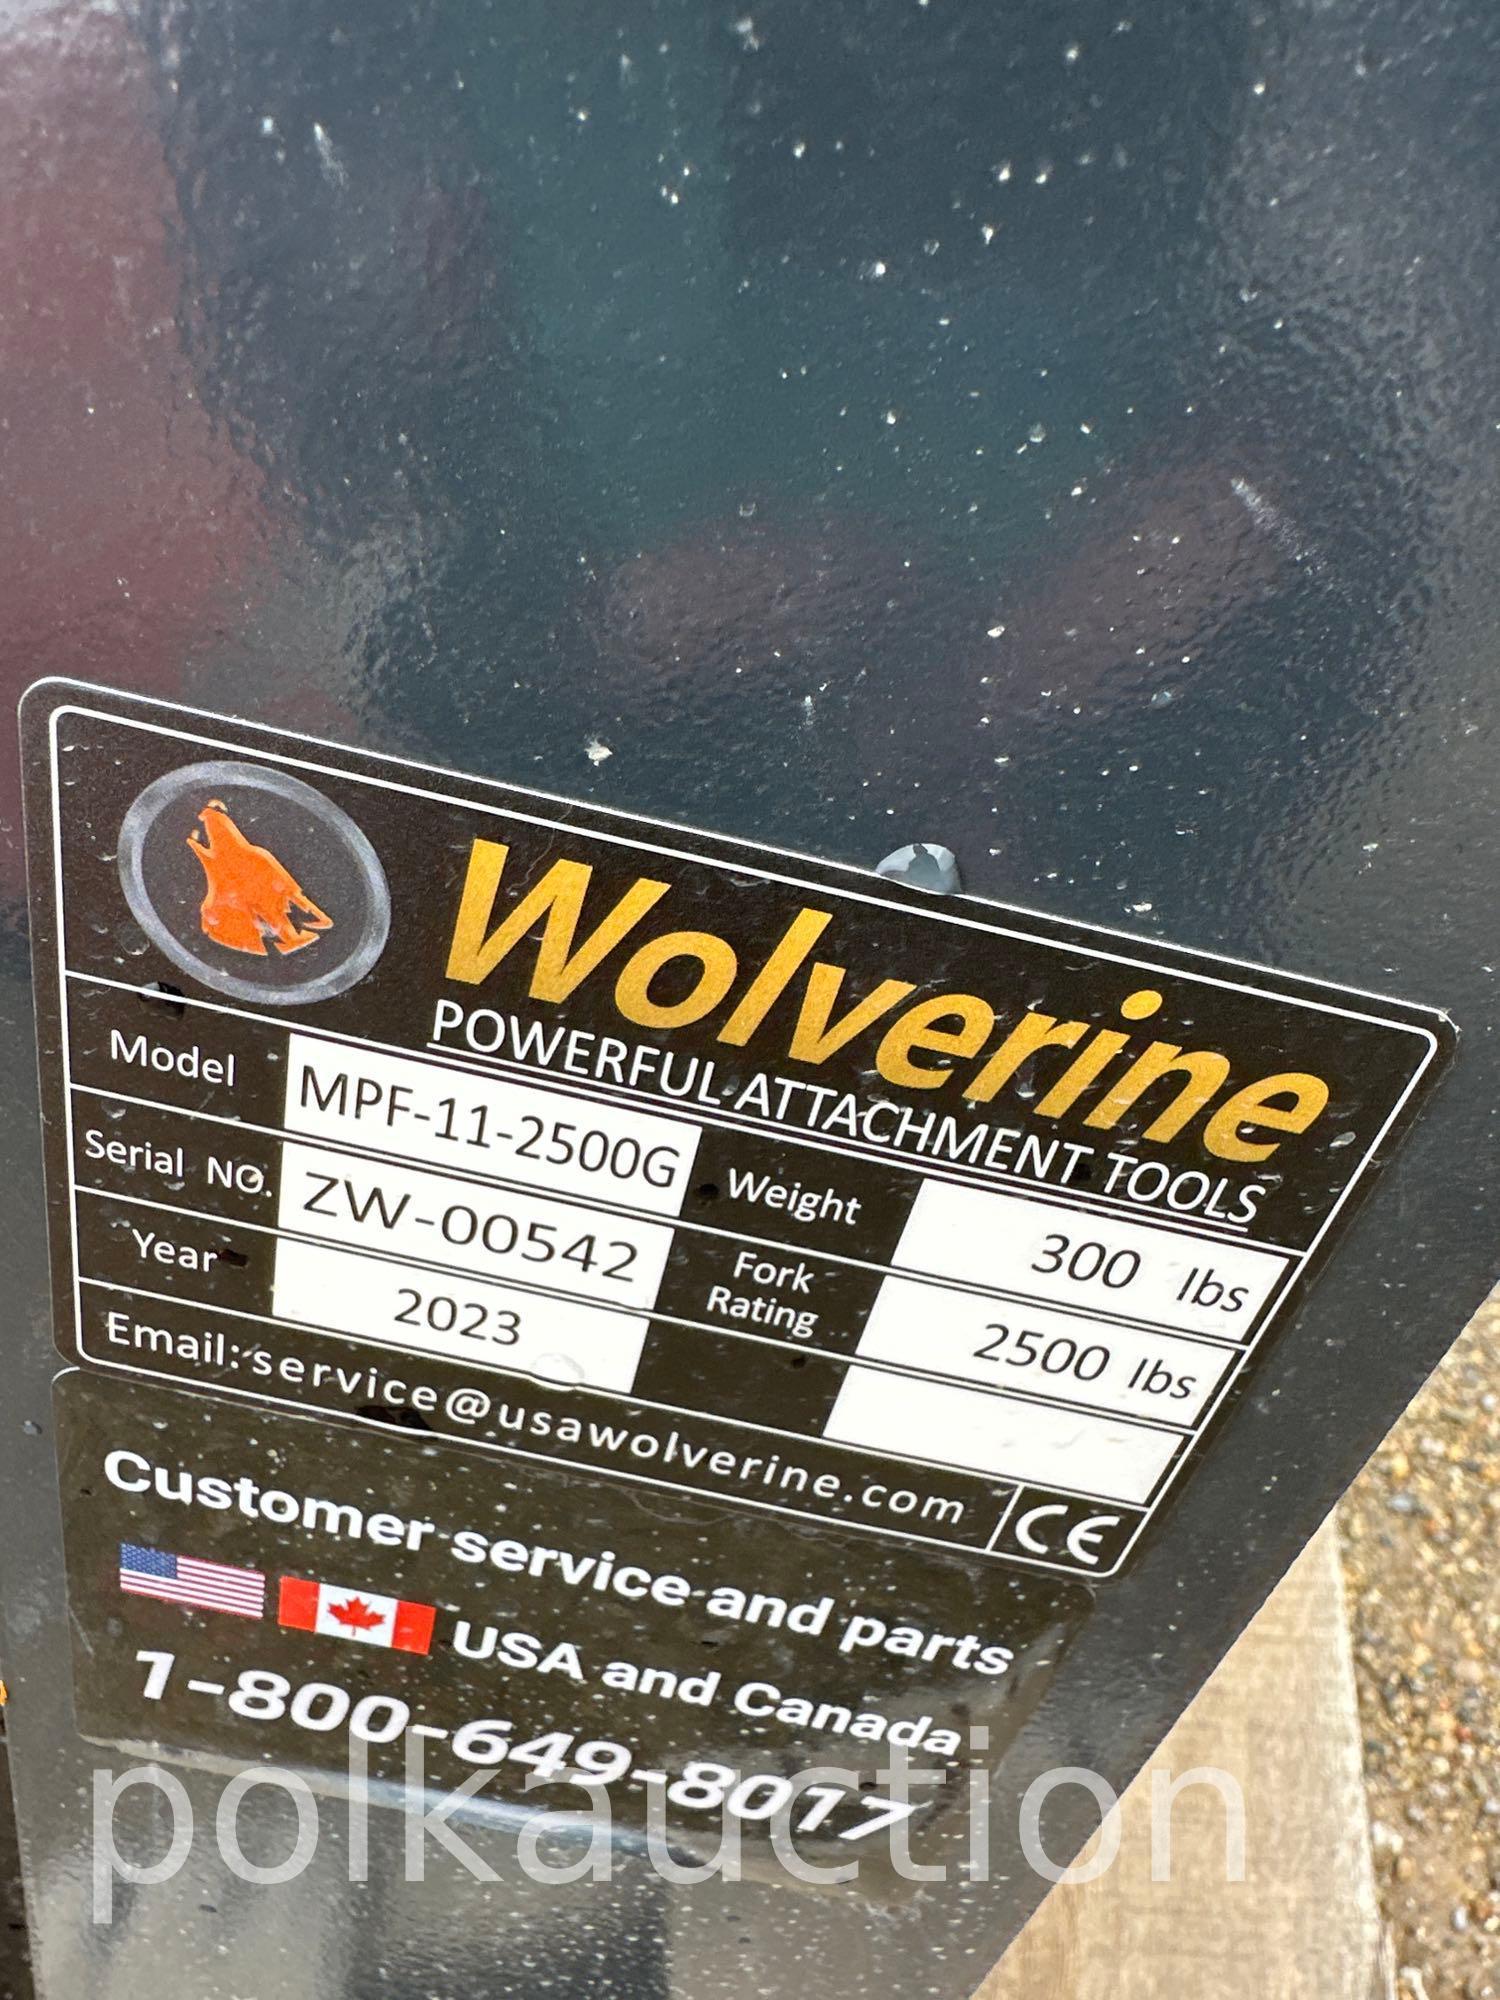 Wolverine
POWERFUL ATTACHMENT TOOLS
Model MPF-11-2500G Weight 300 lbs
Serial NO. ZW-00542 Fork Rating 2500 lbs
Year 2023
Email:service@usawolverine.com CE
Customer service and parts
USA and Canada
1-800-649-8017
polkauction